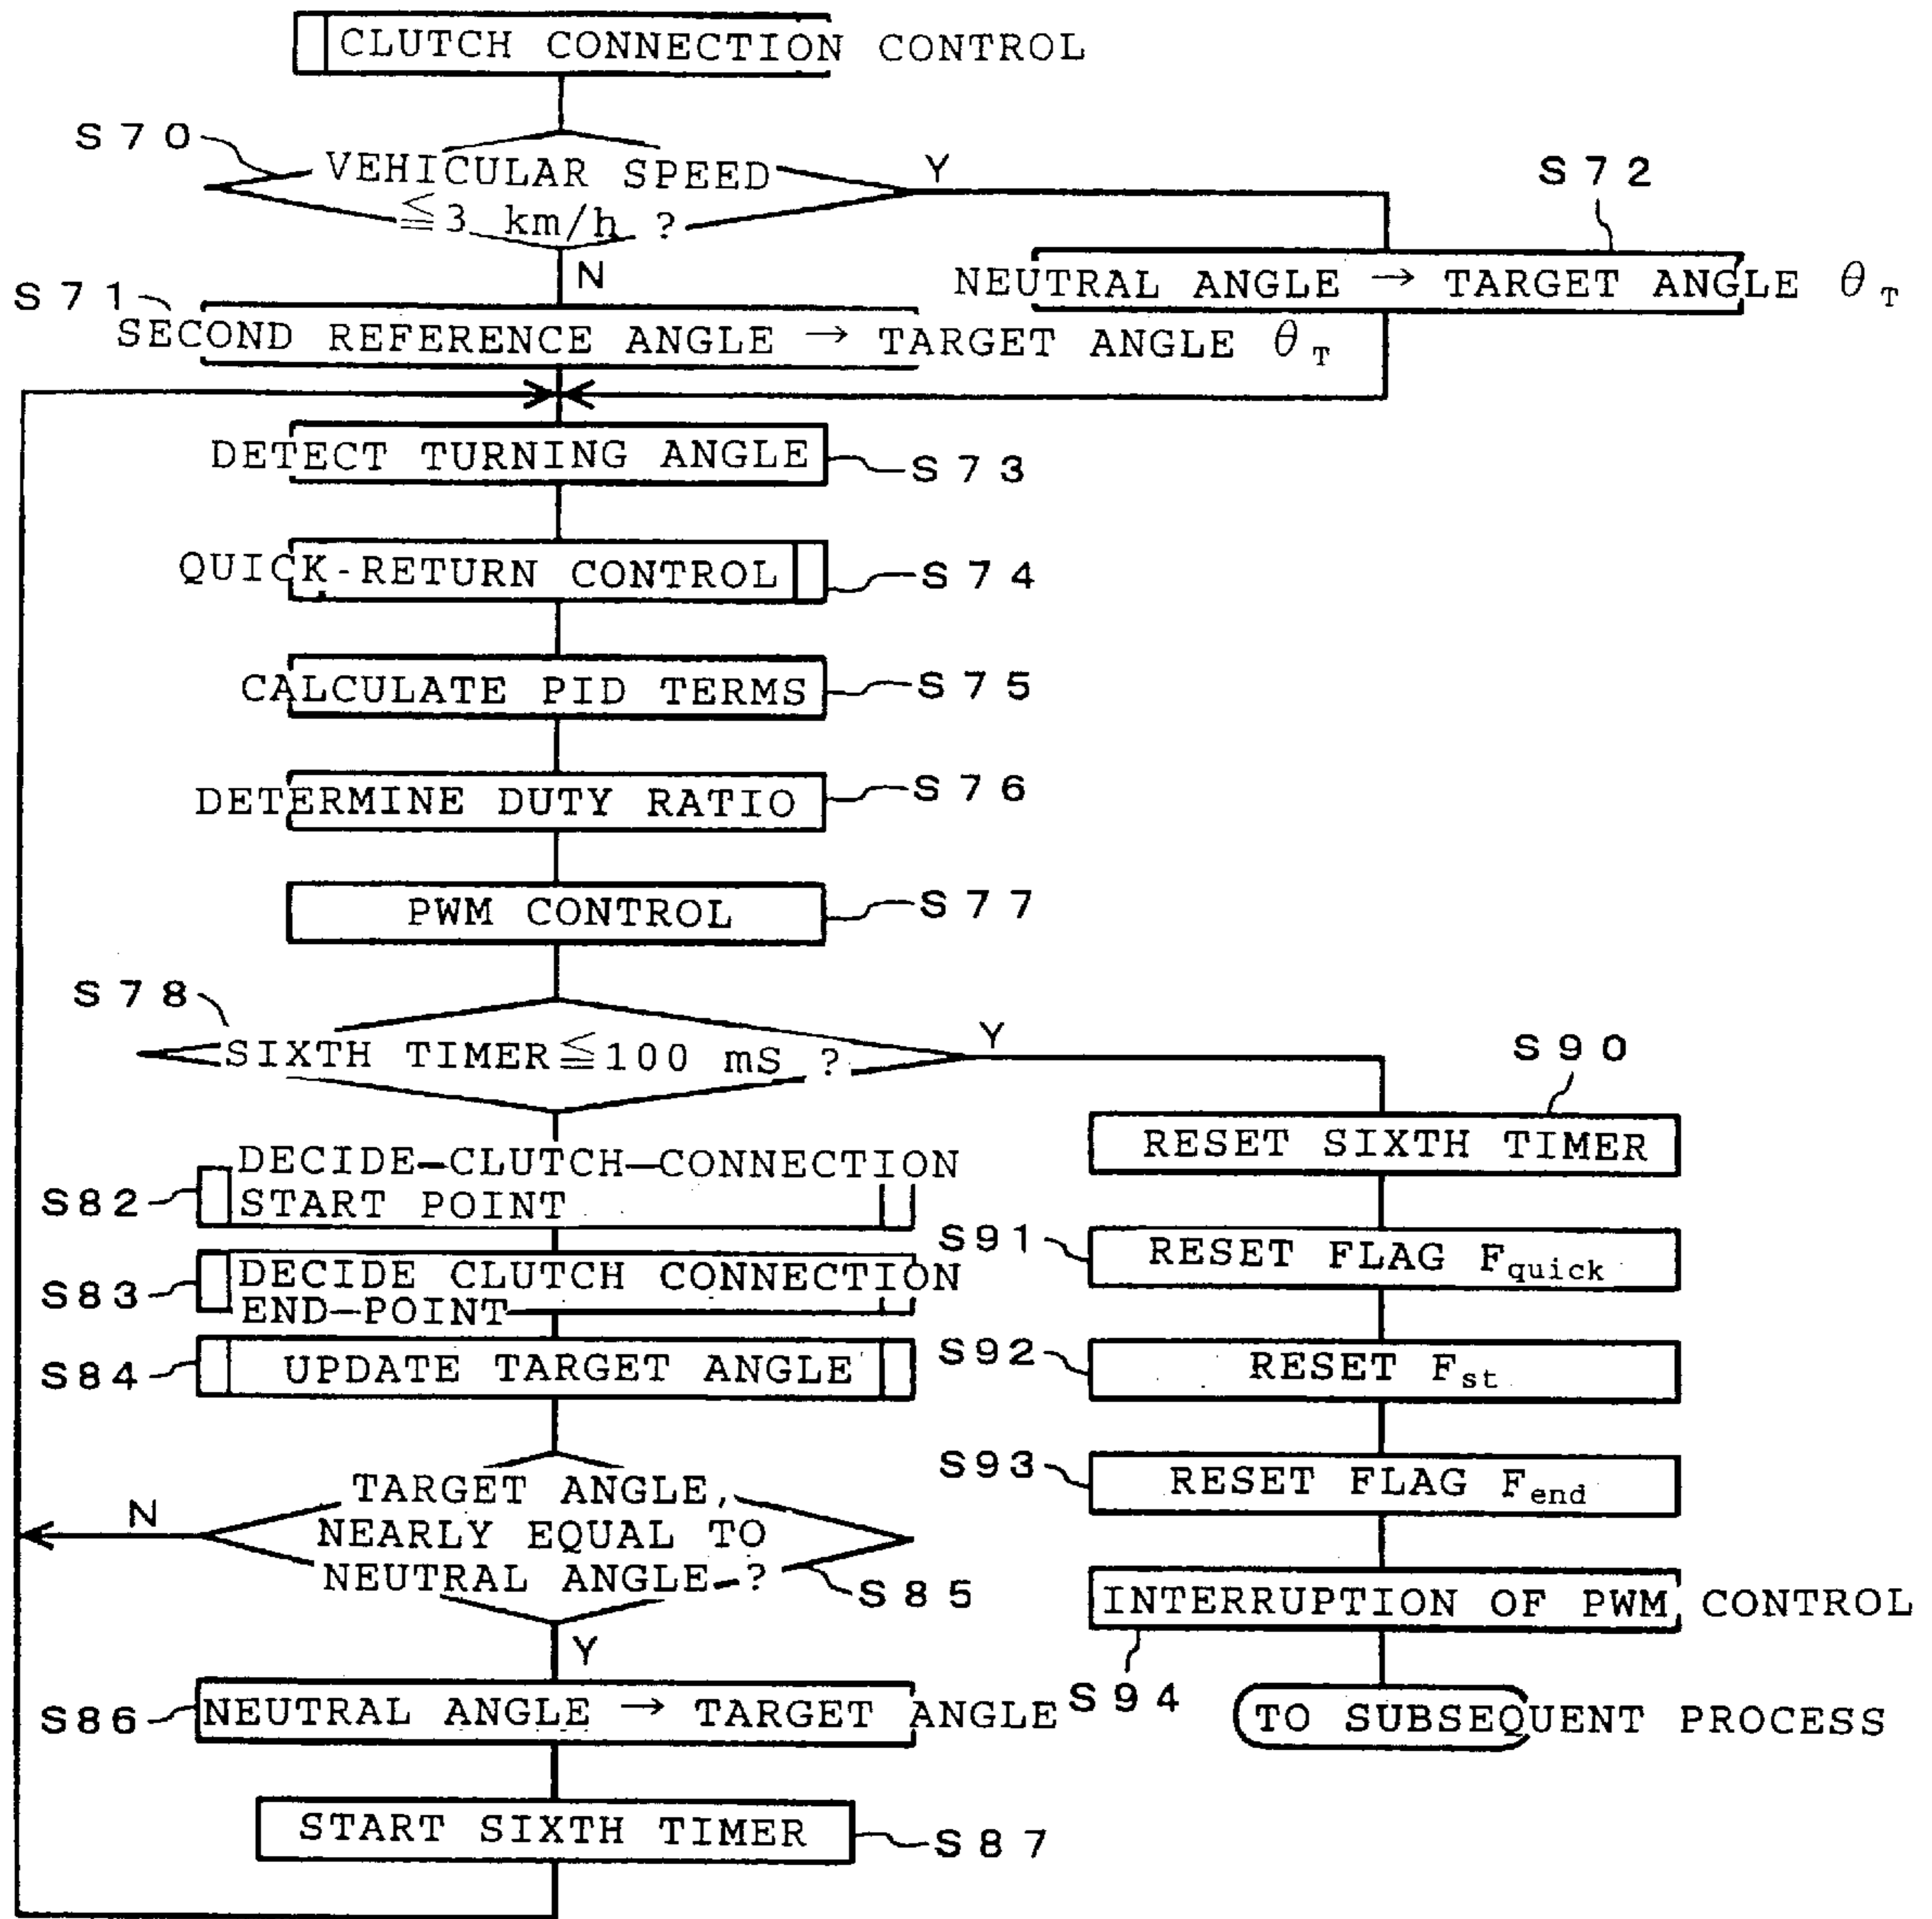 CLUTCH CONNECTION CONTROL
S70
VEHICULAR SPEED
≦3 km/h ?
Y
N
S72
NEUTRAL ANGLE → TARGET ANGLE θT
S71
SECOND REFERENCE ANGLE → TARGET ANGLE θT
DETECT TURNING ANGLE
S73
QUICK-RETURN CONTROL
S74
CALCULATE PID TERMS
S75
DETERMINE DUTY RATIO
S76
PWM CONTROL
S77
S78
SIXTH TIMER≦100 mS ?
Y
S82
DECIDE-CLUTCH-CONNECTION
START POINT
S83
DECIDE CLUTCH CONNECTION
END-POINT
S84
UPDATE TARGET ANGLE
N
TARGET ANGLE,
NEARLY EQUAL TO
NEUTRAL ANGLE ?
S85
Y
S86
NEUTRAL ANGLE → TARGET ANGLE
START SIXTH TIMER
S87
S90
RESET SIXTH TIMER
S91
RESET FLAG Fquick
S92
RESET Fst
S93
RESET FLAG Fend
INTERRUPTION OF PWM CONTROL
S94
TO SUBSEQUENT PROCESS